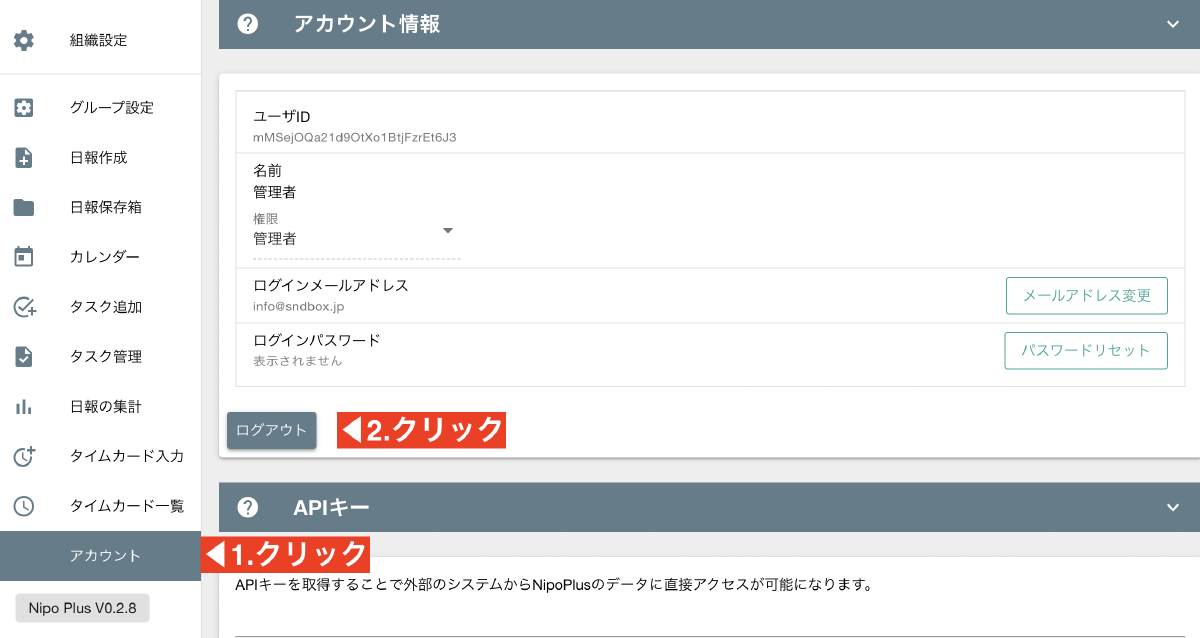 組織設定
グループ設定
日報作成
日報保存箱
カレンダー
タスク追加
タスク管理
日報の集計
タイムカード入力
タイムカード一覧
アカウント
Nipo Plus V0.2.8
アカウント情報
ユーザID
mMSejOQa21d9OtXo1BtjFzrEt6J3
名前
管理者
権限
管理者
ログインメールアドレス
info@sndbox.jp
メールアドレス変更
ログインパスワード
表示されません
パスワードリセット
ログアウト
2.クリック
APIキー
1.クリック
APIキーを取得することで外部のシステムからNipoPlusのデータに直接アクセスが可能になります。